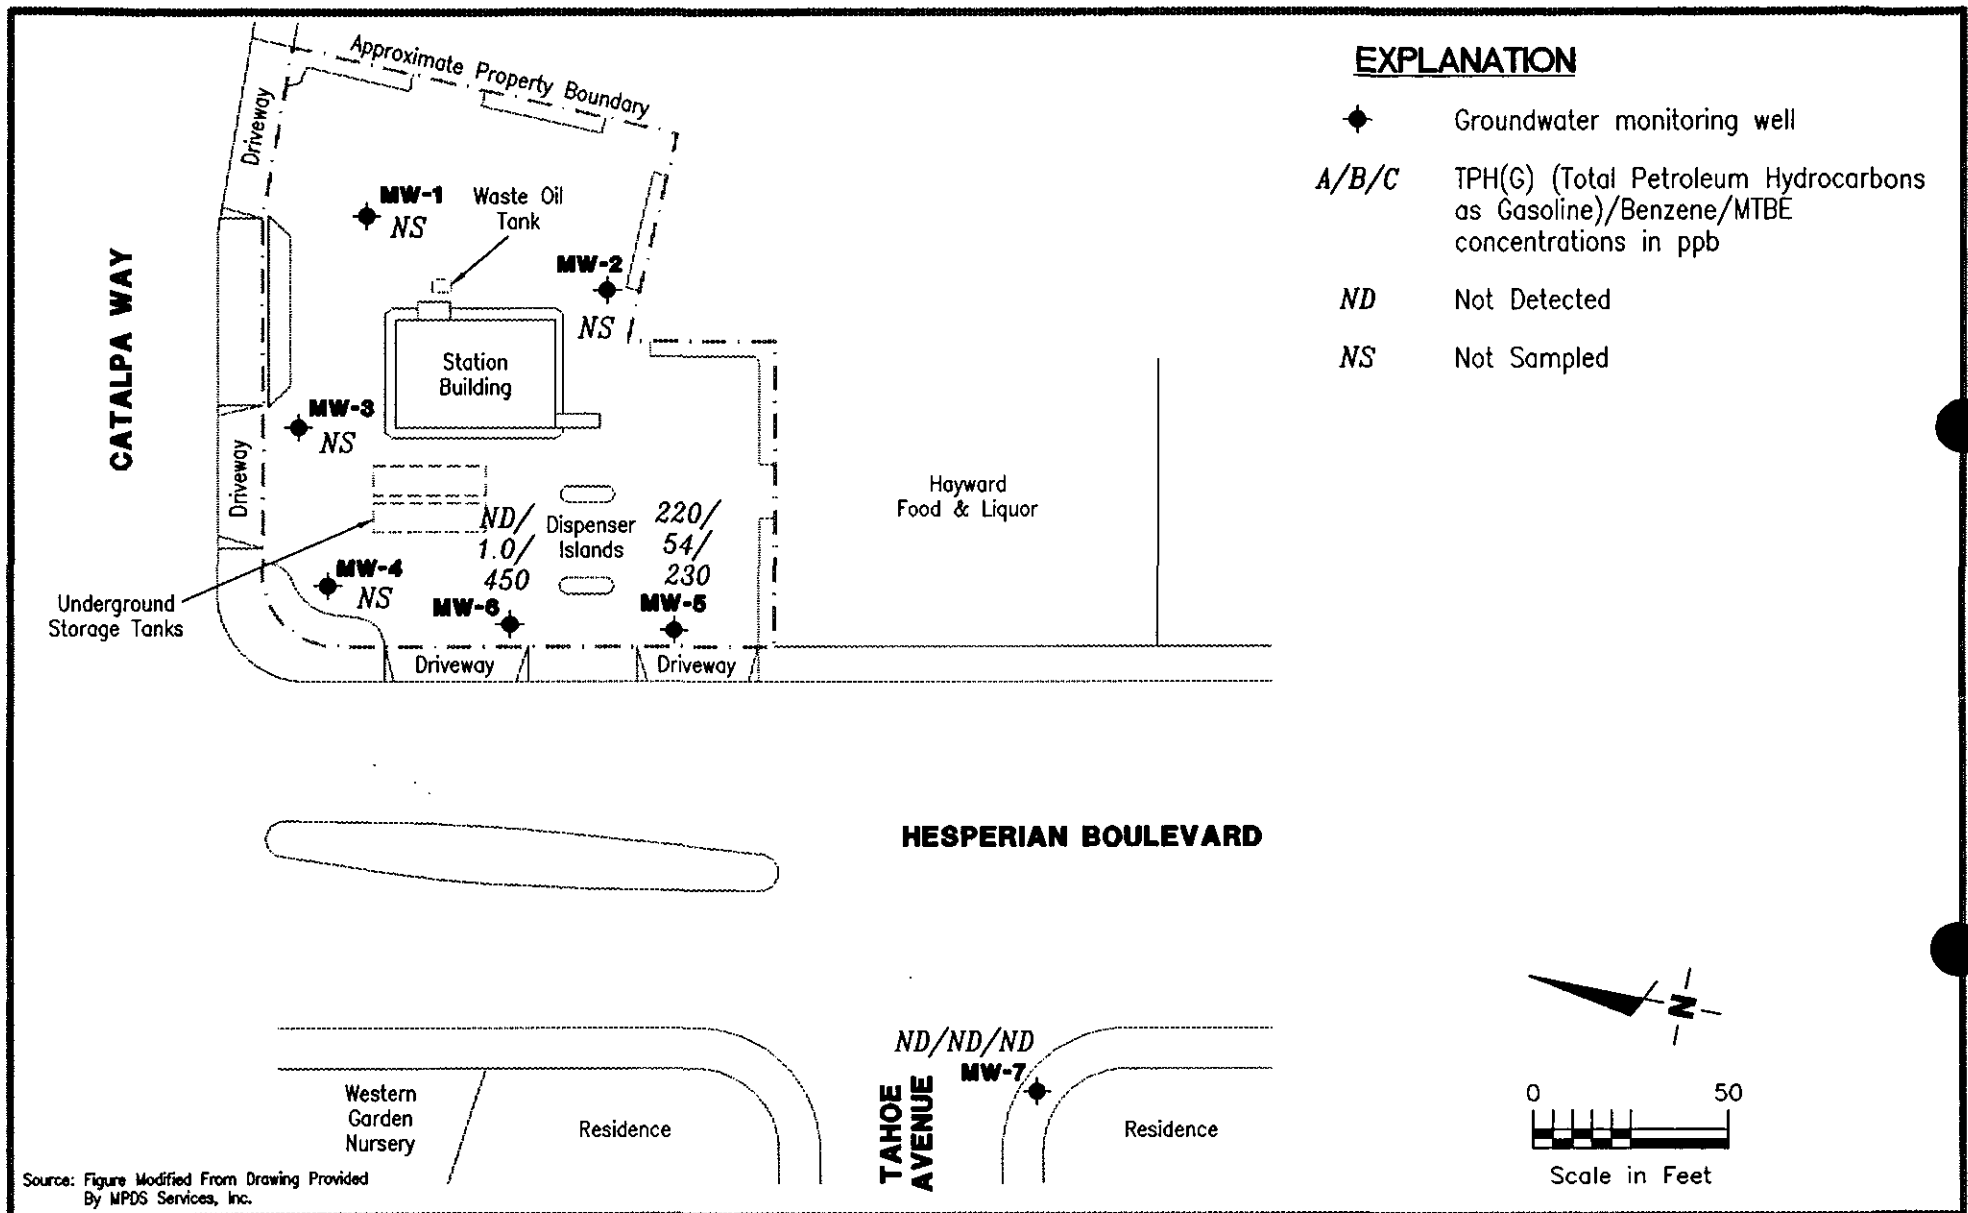 Approximate Property Boundary
Driveway
MW-1
NS
Waste Oil
Tank
MW-2
NS
CATALPA WAY
Station
Building
MW-3
NS
Driveway
Hayward
Food & Liquor
ND/
1.0/
450
Dispenser
Islands
220/
54/
230
MW-4
NS
MW-6
MW-5
Underground
Storage Tanks
Driveway
Driveway
HESPERIAN BOULEVARD
ND/ND/ND
MW-7
TAHOE
AVENUE
Western
Garden
Nursery
Residence
Residence
Source: Figure Modified From Drawing Provided
By MPDS Services, Inc.
EXPLANATION
Groundwater monitoring well
A/B/C TPH(G) (Total Petroleum Hydrocarbons
as Gasoline)/Benzene/MTBE
concentrations in ppb
ND Not Detected
NS Not Sampled
N
0 50
Scale in Feet